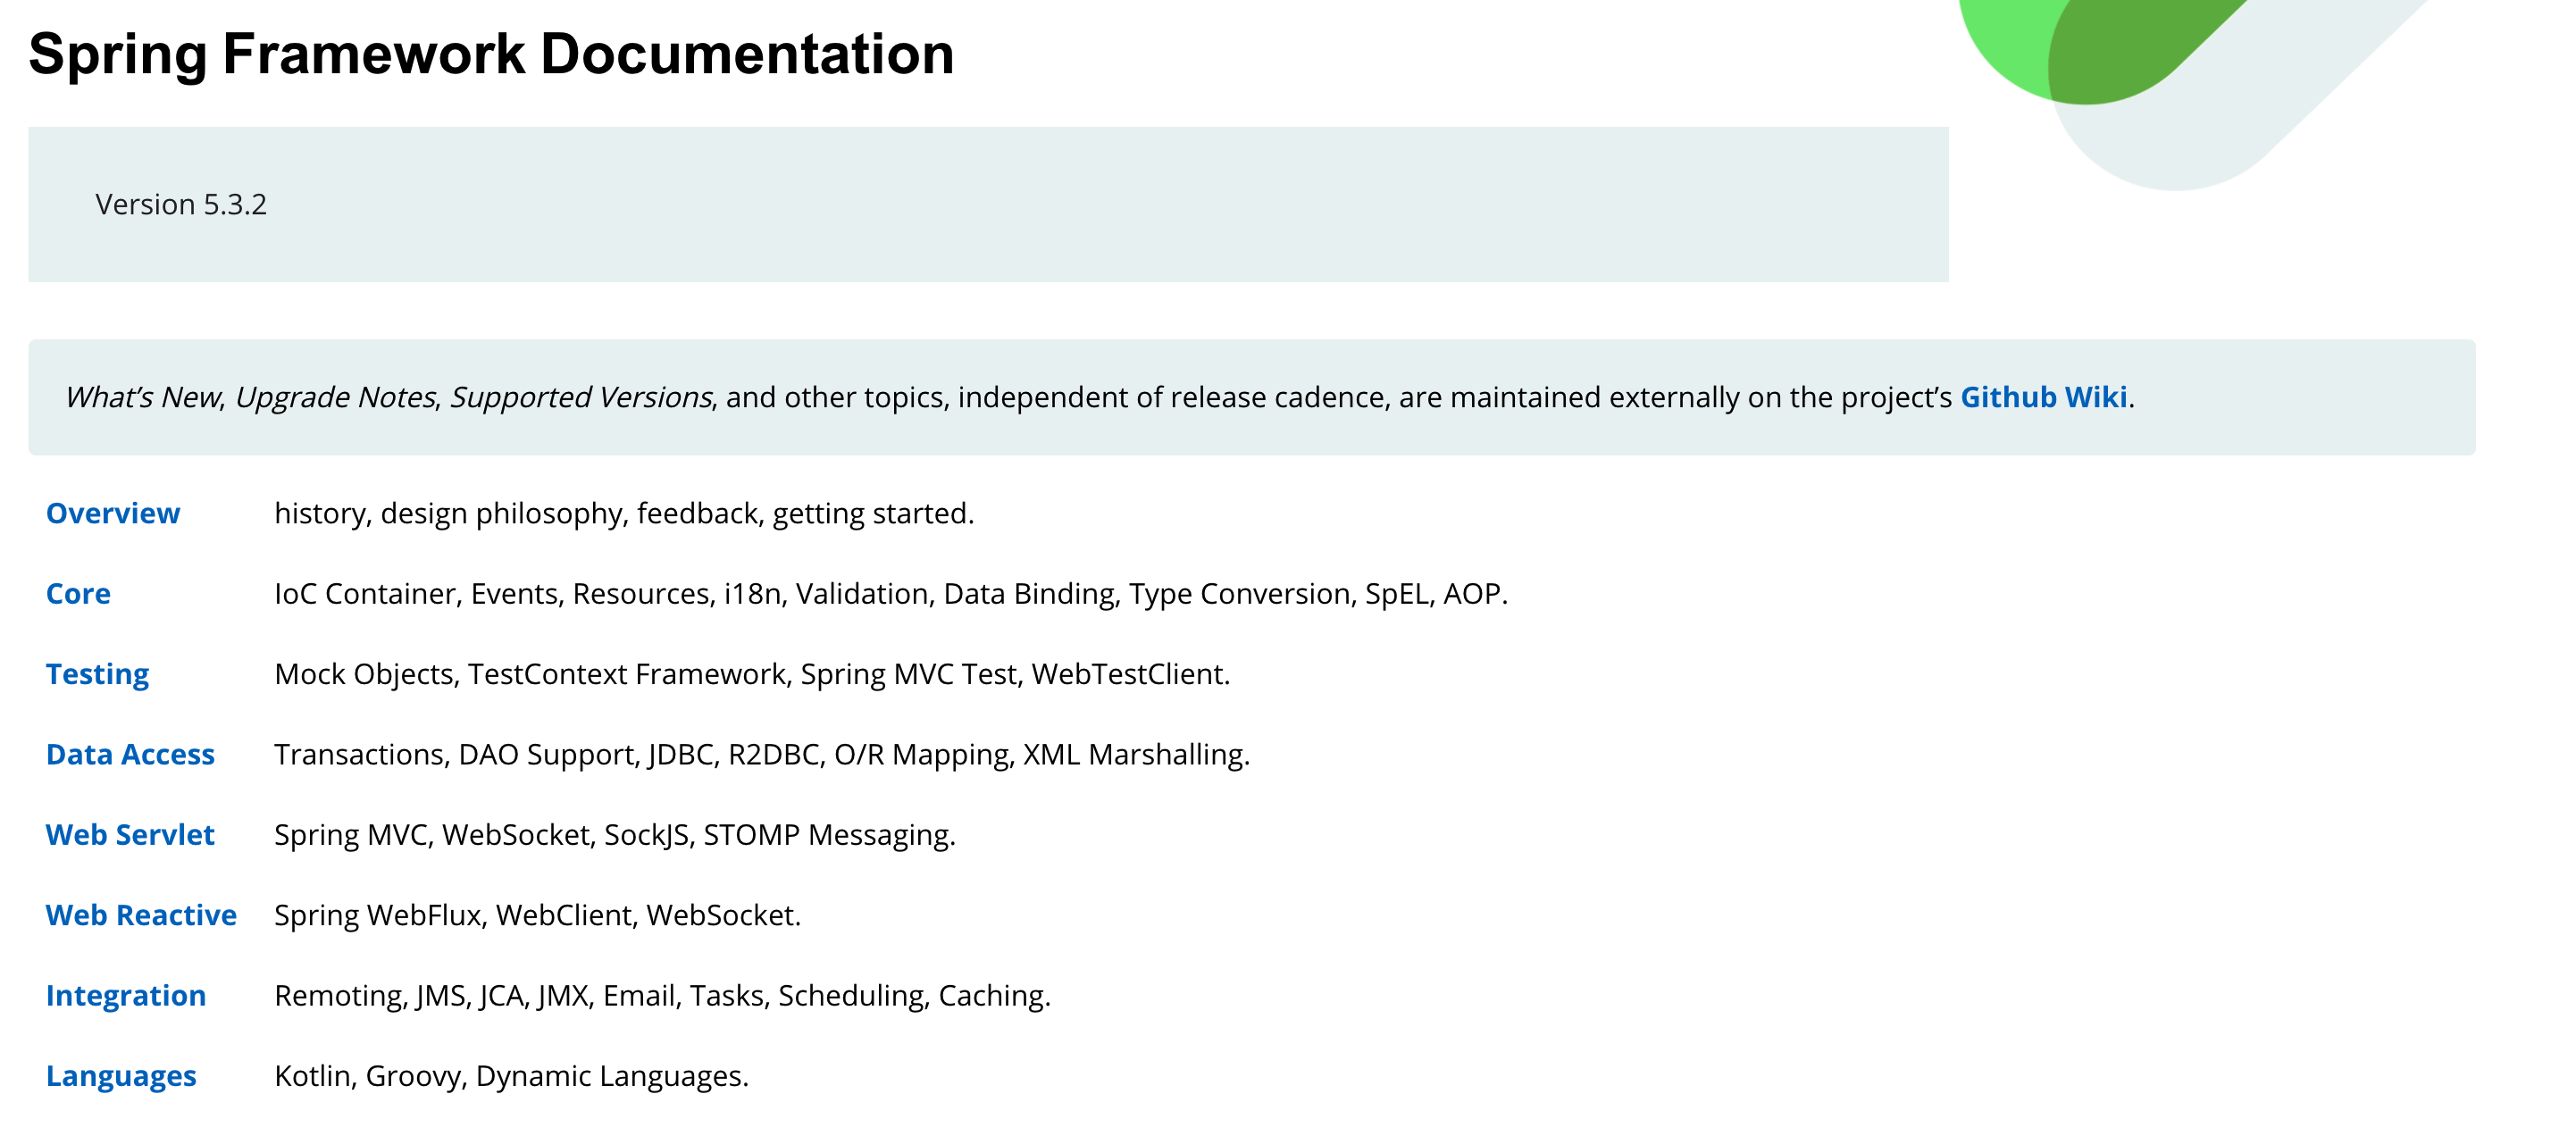 Spring Framework Documentation
Version 5.3.2
What’s New, Upgrade Notes, Supported Versions, and other topics, independent of release cadence, are maintained externally on the project’s Github Wiki.
Overview history, design philosophy, feedback, getting started.
Core IoC Container, Events, Resources, i18n, Validation, Data Binding, Type Conversion, SpEL, AOP.
Testing Mock Objects, TestContext Framework, Spring MVC Test, WebTestClient.
Data Access Transactions, DAO Support, JDBC, R2DBC, O/R Mapping, XML Marshalling.
Web Servlet Spring MVC, WebSocket, SockJS, STOMP Messaging.
Web Reactive Spring WebFlux, WebClient, WebSocket.
Integration Remoting, JMS, JCA, JMX, Email, Tasks, Scheduling, Caching.
Languages Kotlin, Groovy, Dynamic Languages.